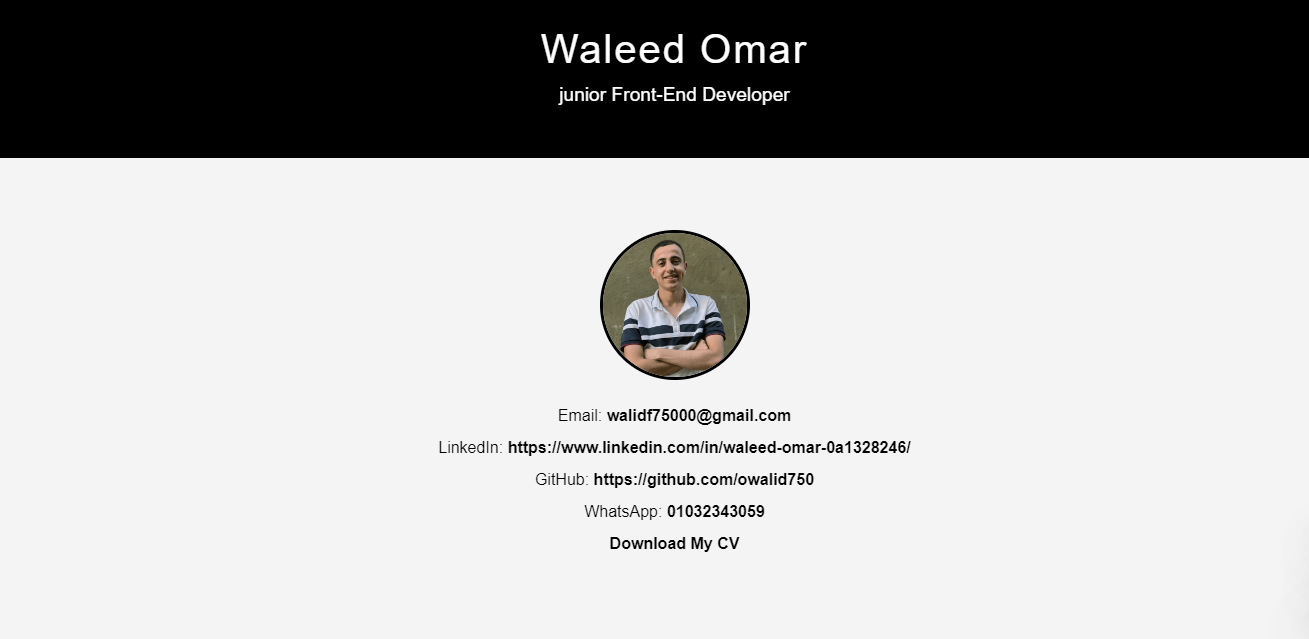 Waleed Omar
junior Front-End Developer
Email: walidf75000@gmail.com
LinkedIn: https://www.linkedin.com/in/waleed-omar-0a1328246/
GitHub: https://github.com/owalid750
WhatsApp: 01032343059
Download My CV